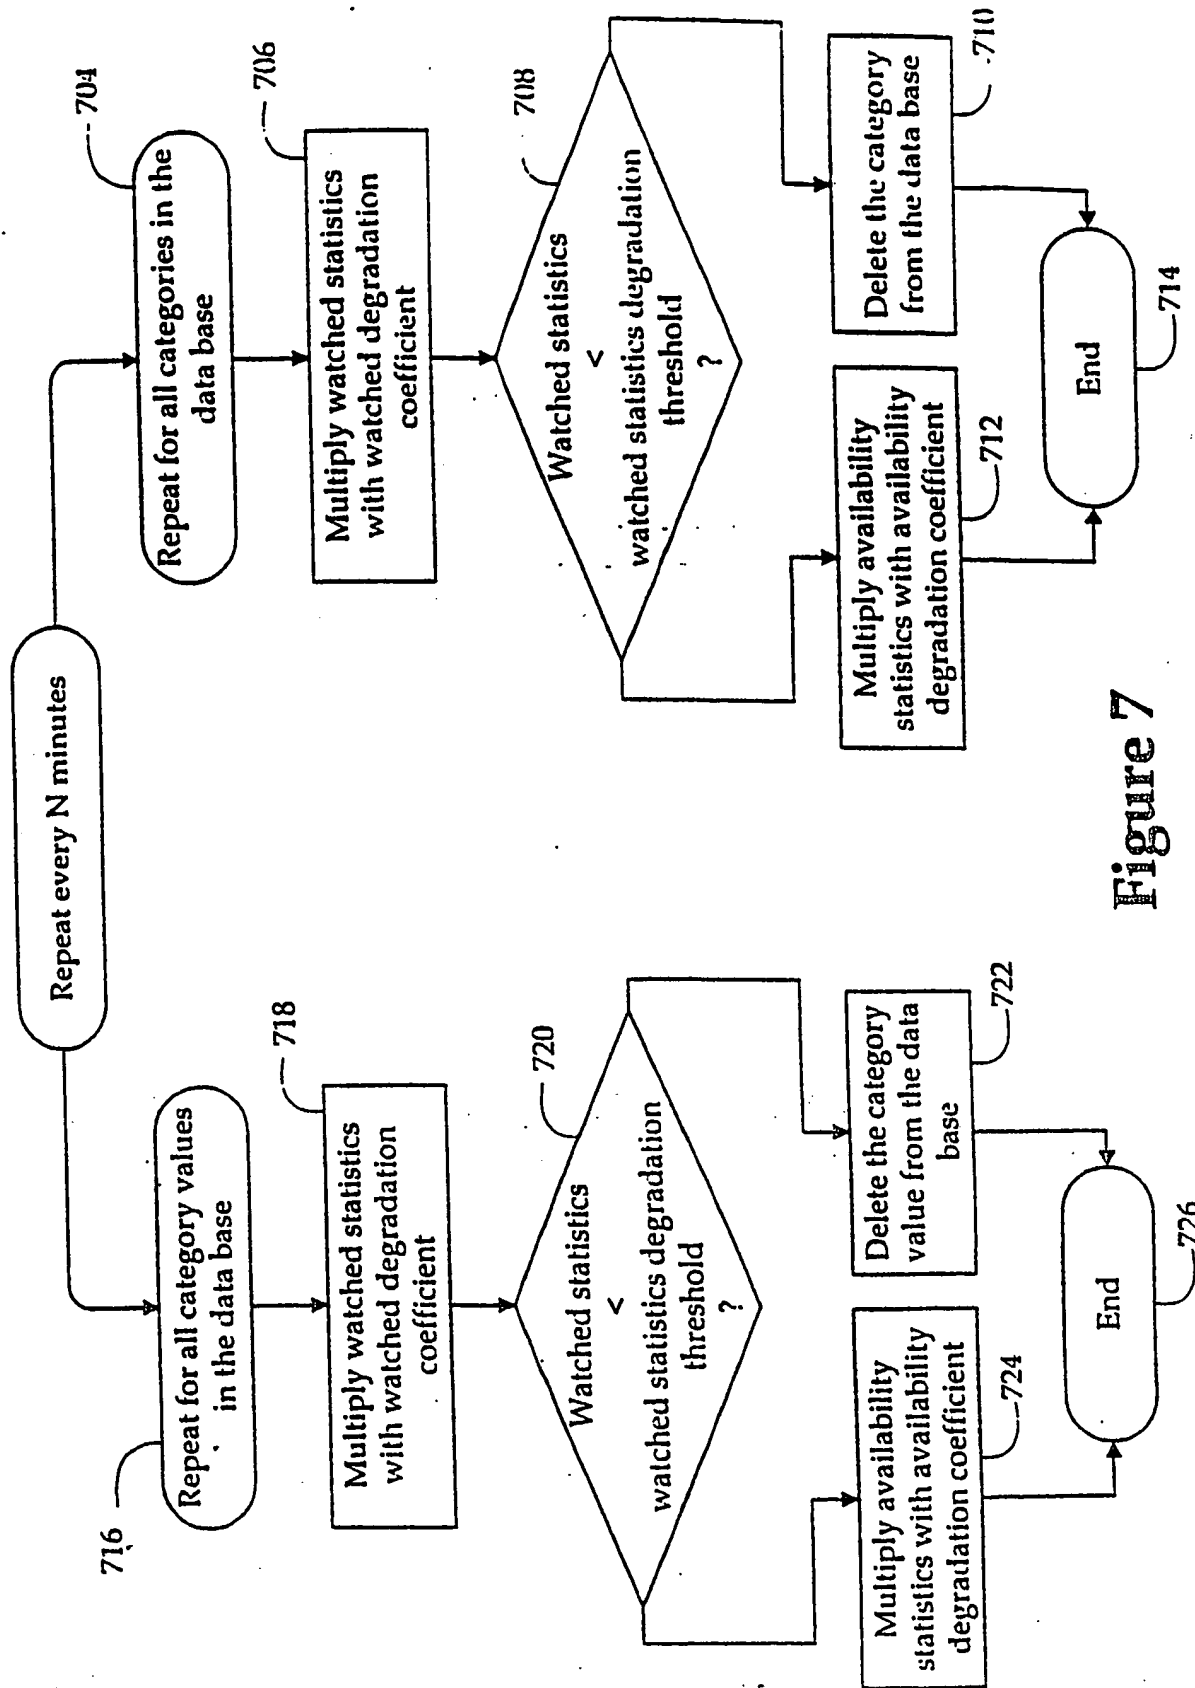 Repeat every N minutes
716
Repeat for all category values
in the data base
718
Multiply watched statistics
with watched degradation
coefficient
720
Watched statistics
<
watched statistics degradation
threshold
?
724
Multiply availability
statistics with availability
degradation coefficient
722
Delete the category
value from the data
base
End
726
704
Repeat for all categories in the
data base
706
Multiply watched statistics
with watched degradation
coefficient
708
Watched statistics
<
watched statistics degradation
threshold
?
712
Multiply availability
statistics with availability
degradation coefficient
710
Delete the category
from the data base
End
714
Figure 7